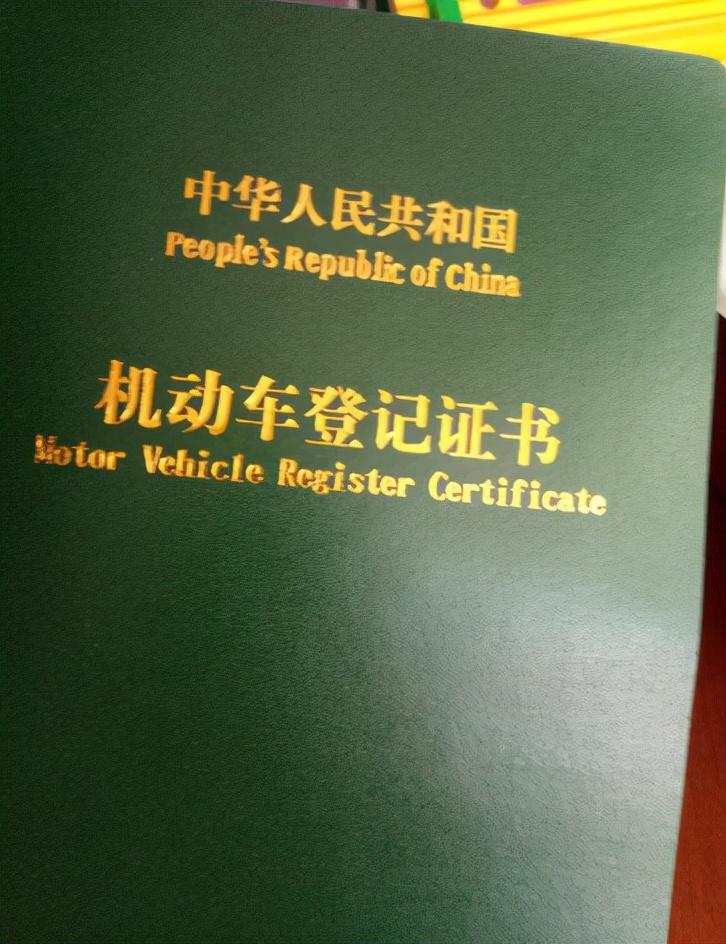 中华人民共和国
People's Republic of China
机动车登记证书
Motor Vehicle Register Certificate